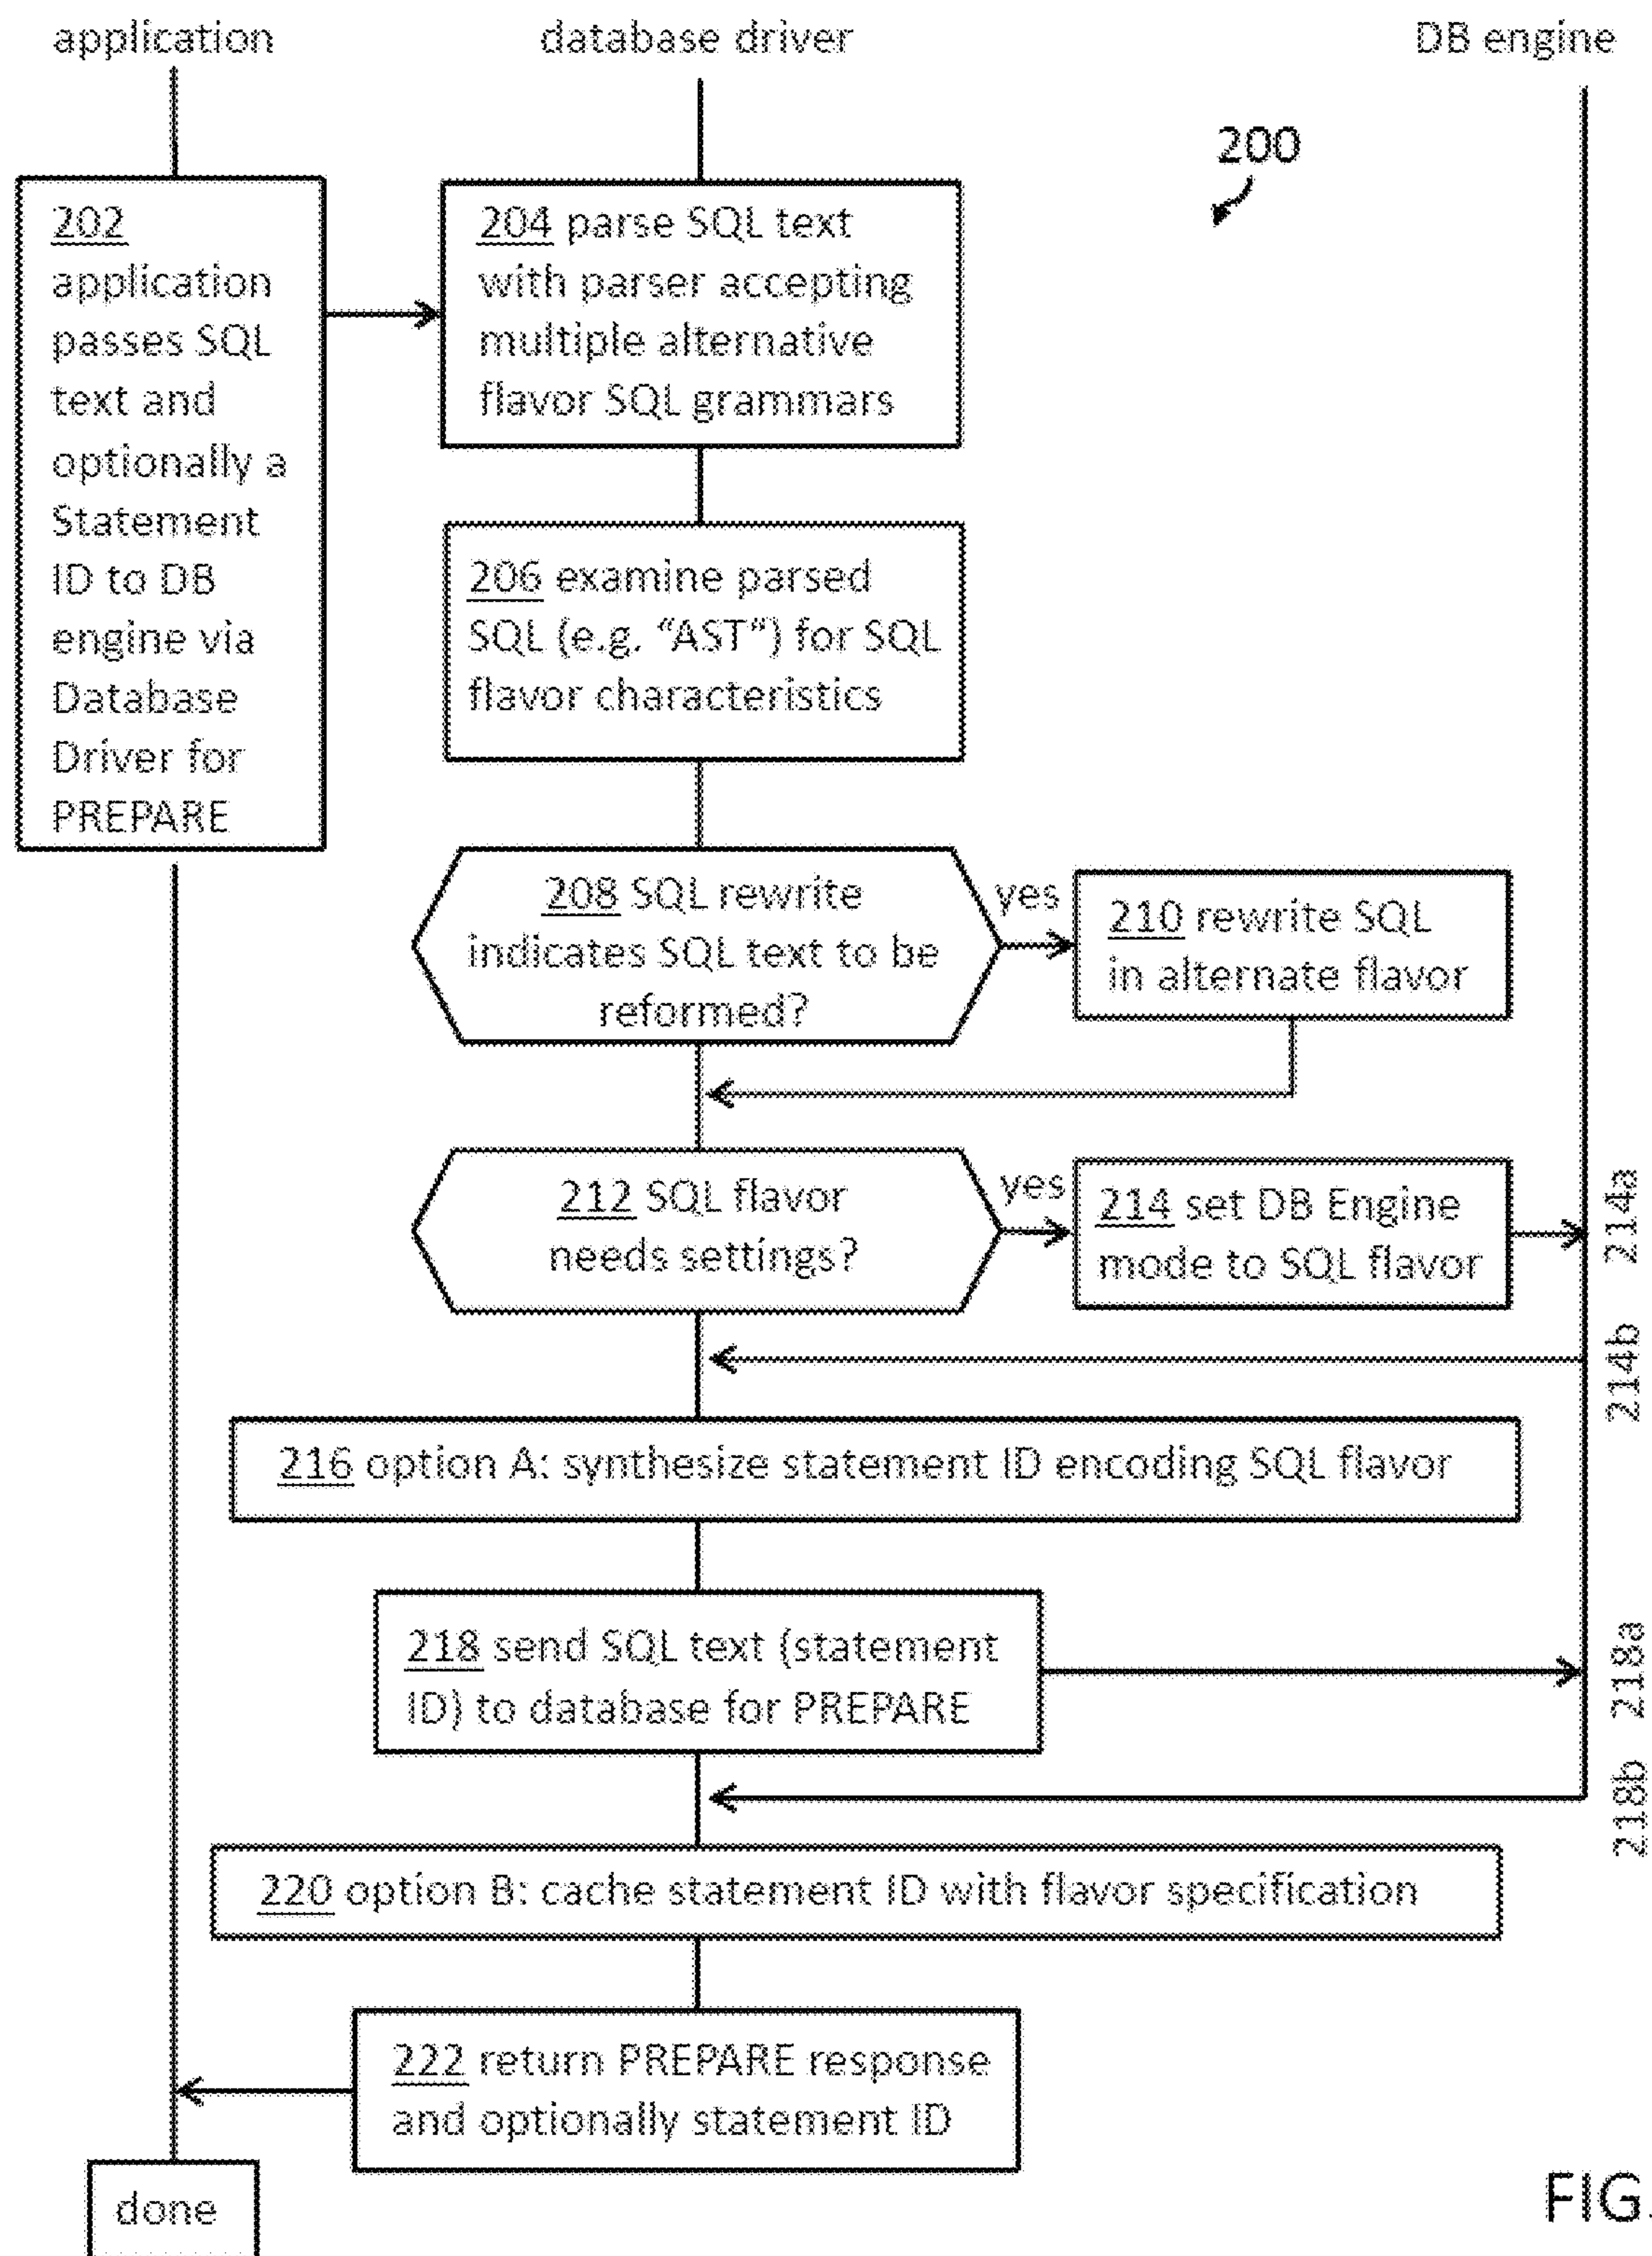 application
database driver
DB engine
200
202
application
passes SQL
text and
optionally a
Statement
ID to DB
engine via
Database
Driver for
PREPARE
204 parse SQL text
with parser accepting
multiple alternative
flavor SQL grammars
206 examine parsed
SQL (e.g. “AST”) for SQL
flavor characteristics
208 SQL rewrite
indicates SQL text to be
reformed?
yes
210 rewrite SQL
in alternate flavor
212 SQL flavor
needs settings?
yes
214 set DB Engine
mode to SQL flavor
214a
214b
216 option A: synthesize statement ID encoding SQL flavor
218 send SQL text (statement
ID) to database for PREPARE
218a
218b
220 option B: cache statement ID with flavor specification
222 return PREPARE response
and optionally statement ID
done
FIG.